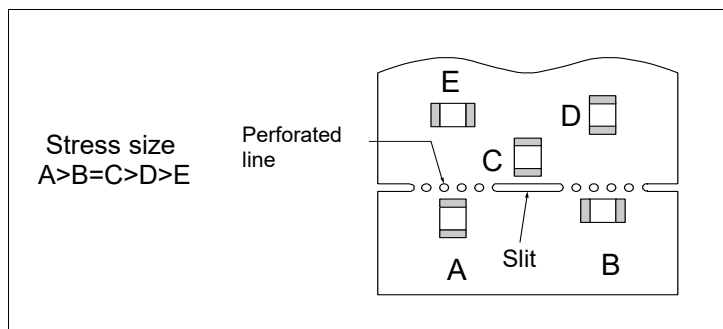 E
D
Perforated
line
Stress size
A>B=C>D>E
C
A
Slit
B